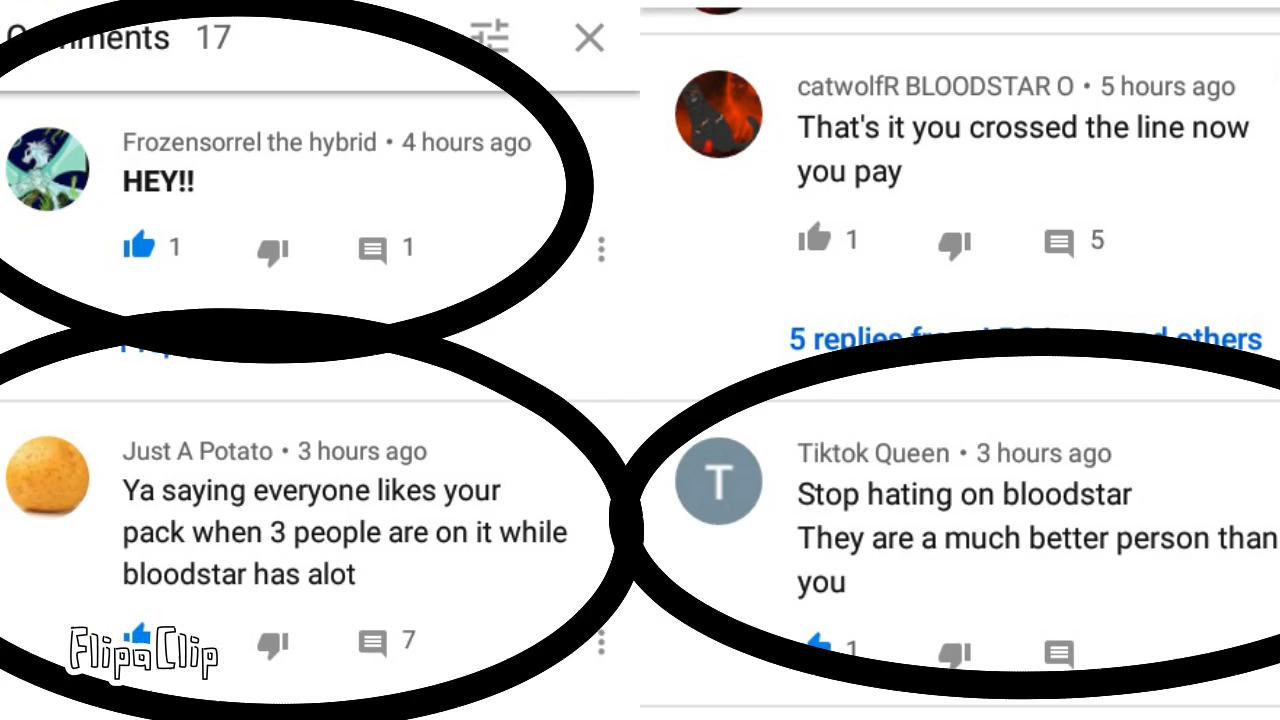 Comments 17
Frozensorrel the hybrid • 4 hours ago
HEY!!
1 1
Just A Potato • 3 hours ago
Ya saying everyone likes your
pack when 3 people are on it while
bloodstar has alot
7
FlipaClip
catwolfR BLOODSTAR O • 5 hours ago
That's it you crossed the line now
you pay
1 5
5 replies others
T
Tiktok Queen • 3 hours ago
Stop hating on bloodstar
They are a much better person than
you
1